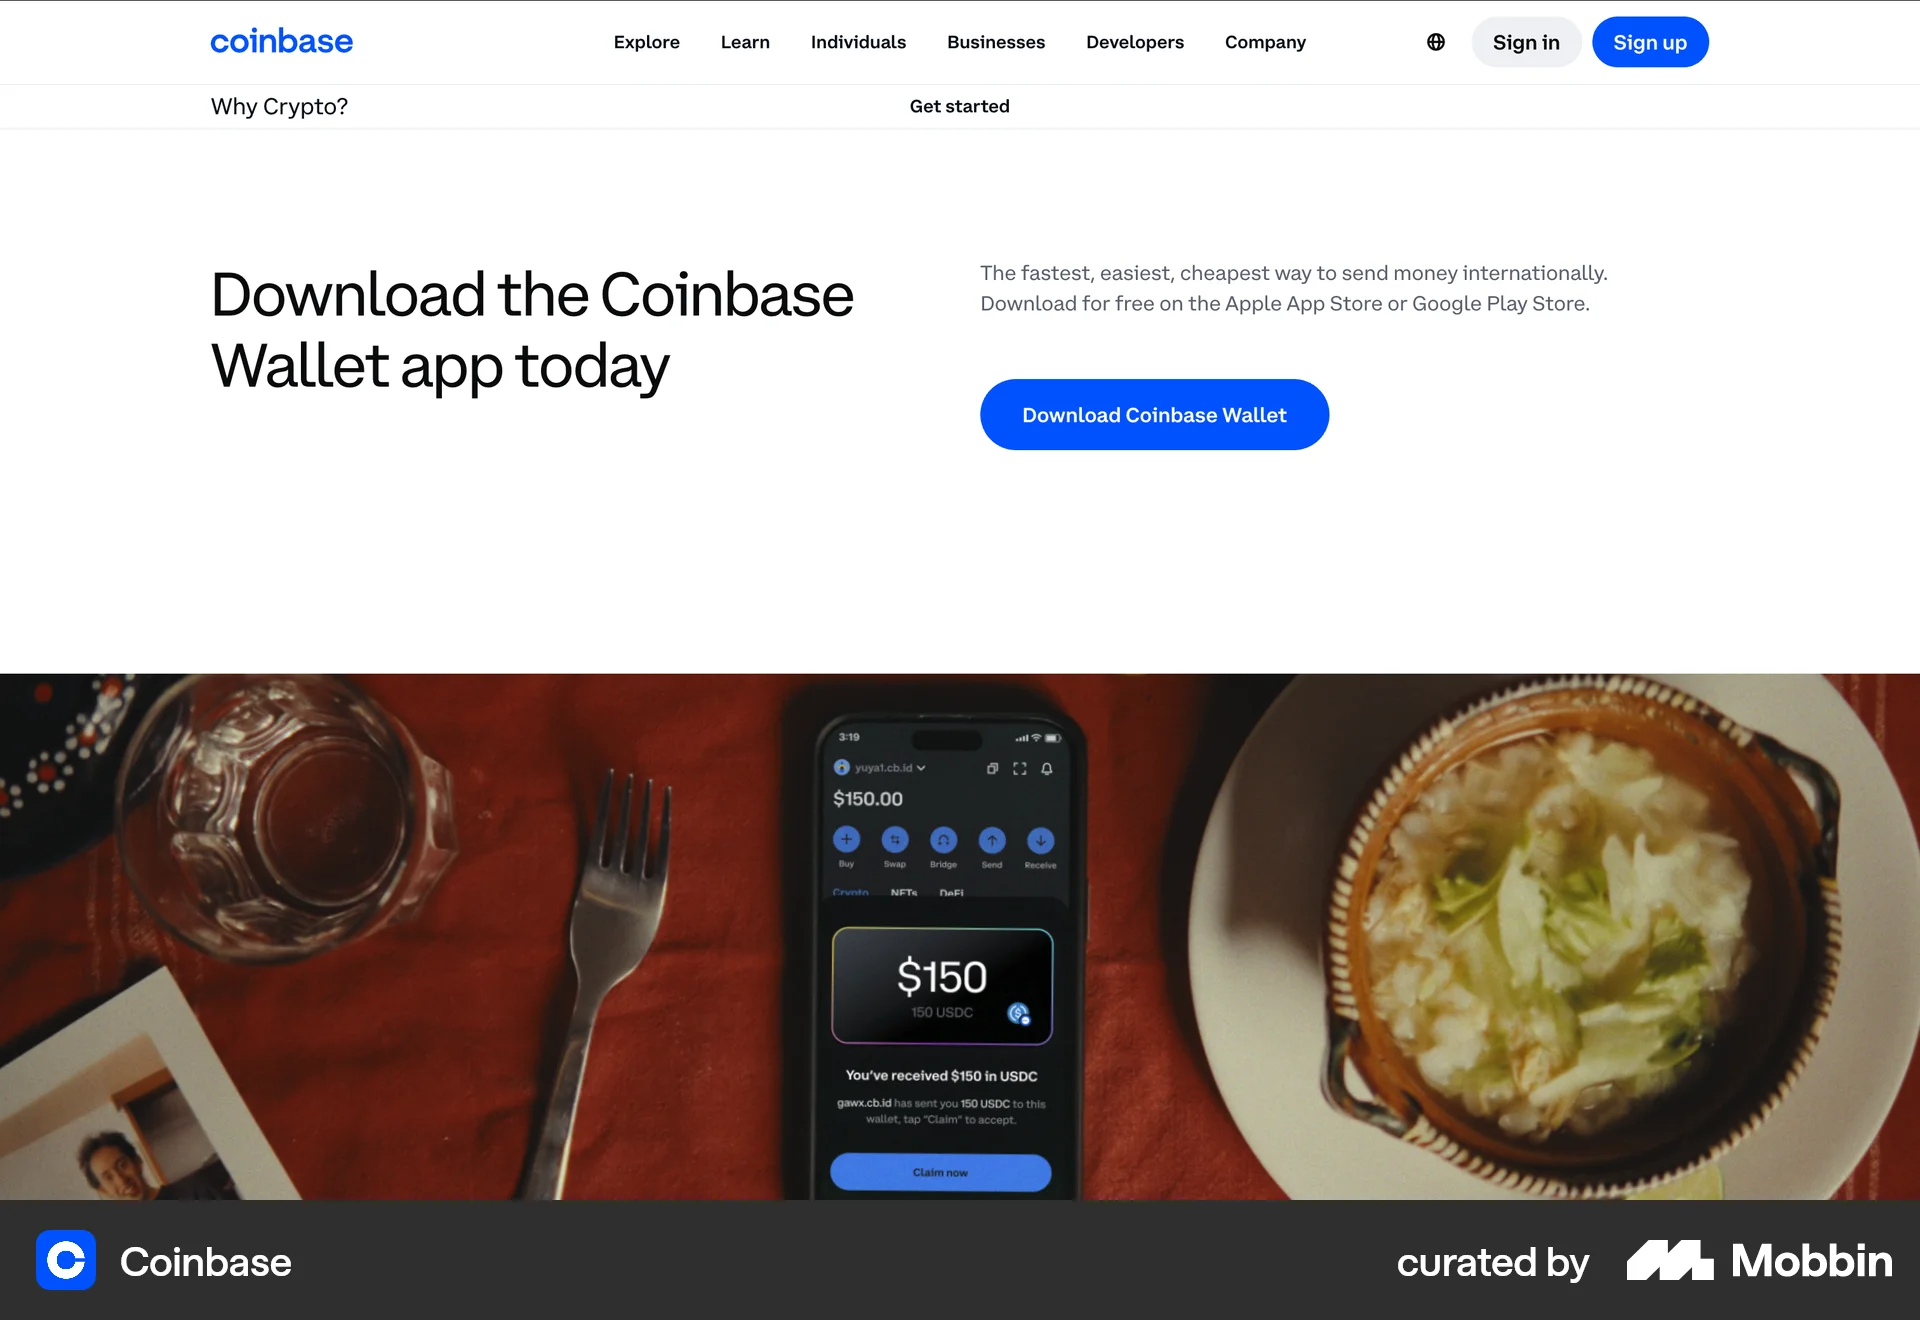 coinbase
Explore
Learn
Individuals
Businesses
Developers
Company
Sign in
Sign up
Why Crypto?
Get started
Download the Coinbase
Wallet app today
The fastest, easiest, cheapest way to send money internationally.
Download for free on the Apple App Store or Google Play Store.
Download Coinbase Wallet
3:19
yuya1.cb.id
$150.00
Buy
Swap
Bridge
Send
Receive
Crypto
NFTs
DeFi
$150
150 USDC
You've received $150 in USDC
gawx.cb.id has sent you 150 USDC to this
wallet, tap "Claim" to accept.
Claim now
Coinbase
curated by
Mobbin